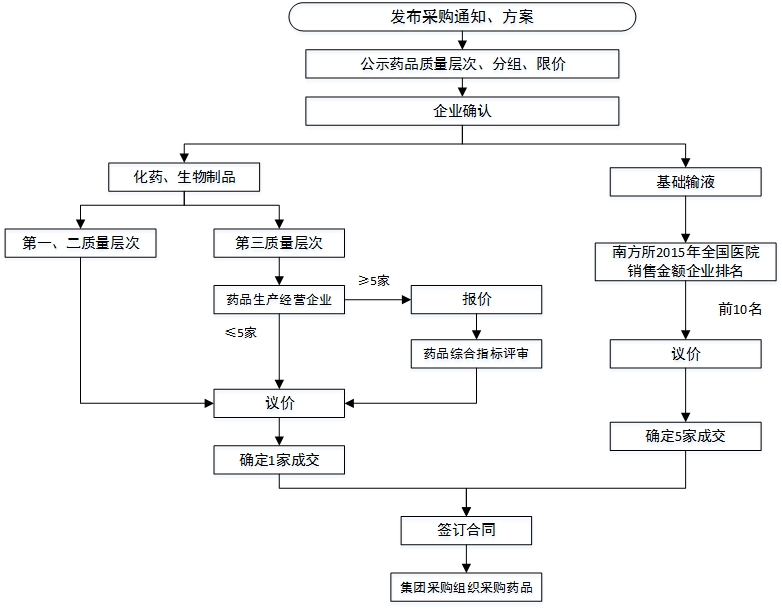 发布采购通知、方案
公示药品质量层次、分组、限价
企业确认
化药、生物制品
基础输液
第一、二质量层次
第三质量层次
南方所2015年全国医院
销售金额企业排名
药品生产经营企业
≥5家
报价
≤5家
前10名
药品综合指标评审
议价
议价
确定1家成交
确定5家成交
签订合同
集团采购组织采购药品